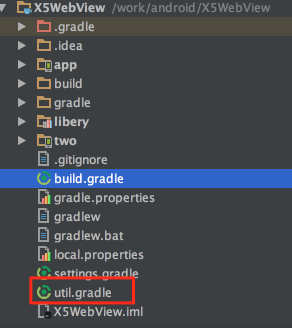 X5WebView /work/android/X5WebView
.gradle
.idea
app
build
gradle
libery
two
.gitignore
build.gradle
gradle.properties
gradlew
gradlew.bat
local.properties
settings.gradle
util.gradle
X5WebView.iml